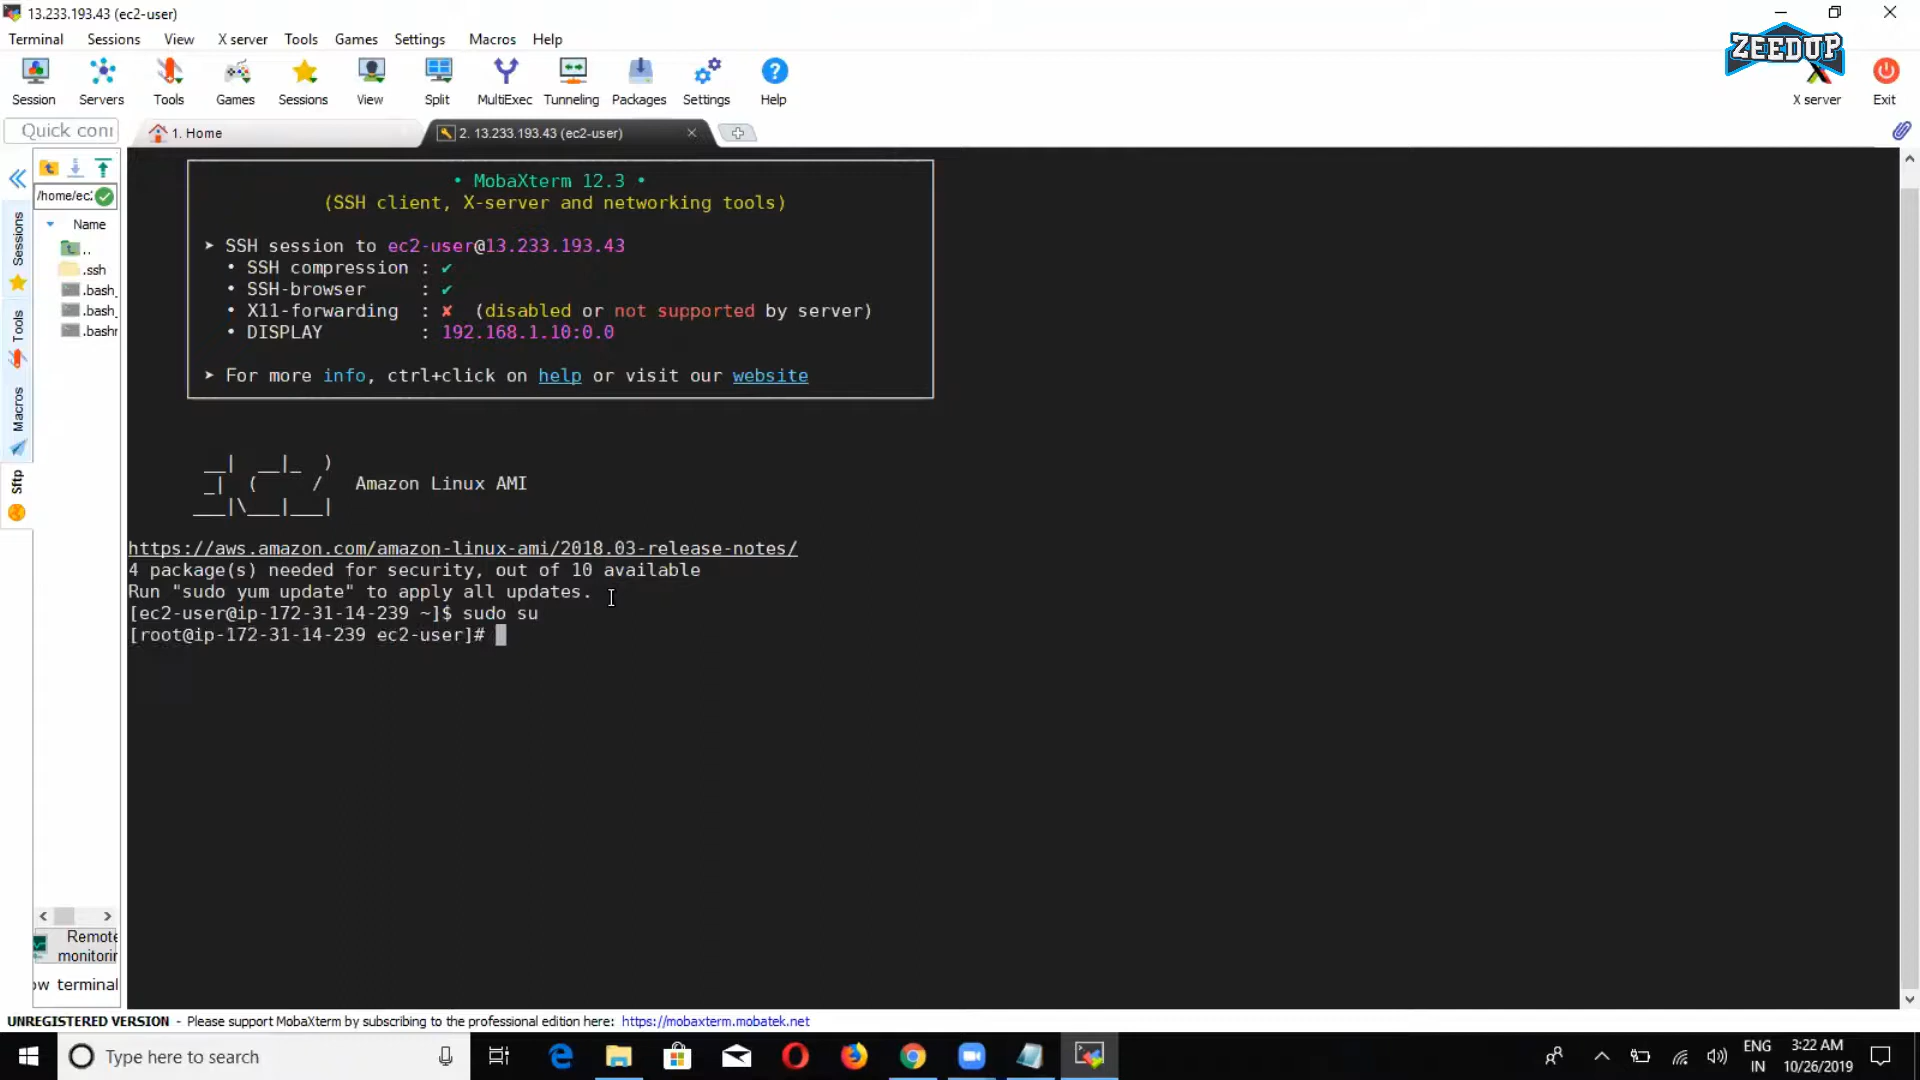 13.233.193.43 (ec2-user)
Terminal Sessions View X server Tools Games Settings Macros Help
ZEEDUP
Session Servers Tools Games Sessions View Split MultiExec Tunneling Packages Settings Help X server Exit
Quick conn
1. Home
2. 13.233.193.43 (ec2-user)
/home/ec2
Name
..
.ssh
.bash_
.bash_
.bashr
Sessions
Tools
Macros
Sftp
• MobaXterm 12.3 •
(SSH client, X-server and networking tools)
➤ SSH session to ec2-user@13.233.193.43
• SSH compression : ✔
• SSH-browser : ✔
• X11-forwarding : ✘ (disabled or not supported by server)
• DISPLAY : 192.168.1.10:0.0
➤ For more info, ctrl+click on help or visit our website
__| __|_ )
_| ( / Amazon Linux AMI
___|\___|___|
https://aws.amazon.com/amazon-linux-ami/2018.03-release-notes/
4 package(s) needed for security, out of 10 available
Run "sudo yum update" to apply all updates.
[ec2-user@ip-172-31-14-239 ~]$ sudo su
[root@ip-172-31-14-239 ec2-user]#
Remote
monitorin
ow terminal
UNREGISTERED VERSION - Please support MobaXterm by subscribing to the professional edition here: https://mobaxterm.mobatek.net
Type here to search
ENG
IN
3:22 AM
10/26/2019